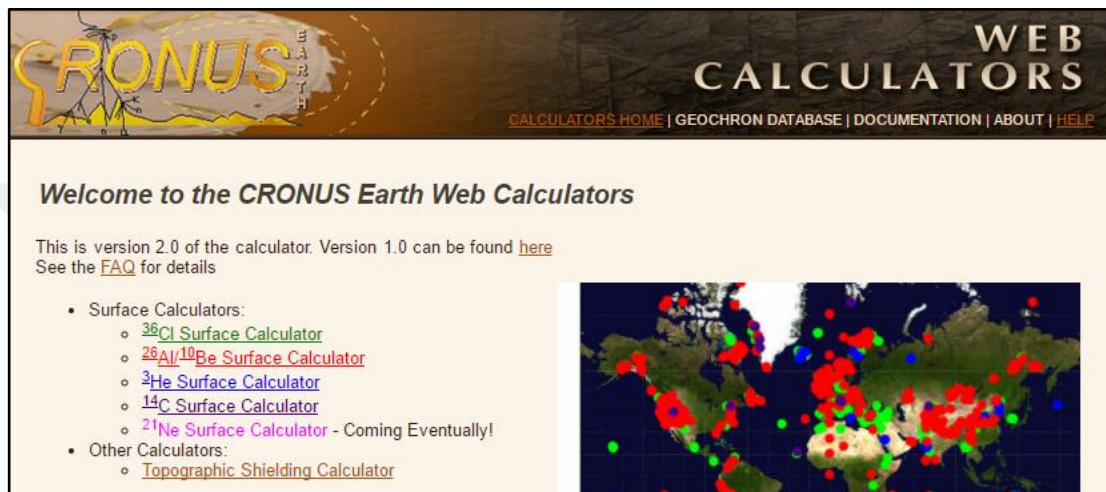 CRONUS
EARTH
WEB
CALCULATORS
CALCULATORS HOME | GEOCHRON DATABASE | DOCUMENTATION | ABOUT | HELP
Welcome to the CRONUS Earth Web Calculators
This is version 2.0 of the calculator. Version 1.0 can be found here
See the FAQ for details
• Surface Calculators:
○ ³⁶Cl Surface Calculator
○ ²⁶Al/¹⁰Be Surface Calculator
○ ³He Surface Calculator
○ ¹⁴C Surface Calculator
○ ²¹Ne Surface Calculator - Coming Eventually!
• Other Calculators:
○ Topographic Shielding Calculator